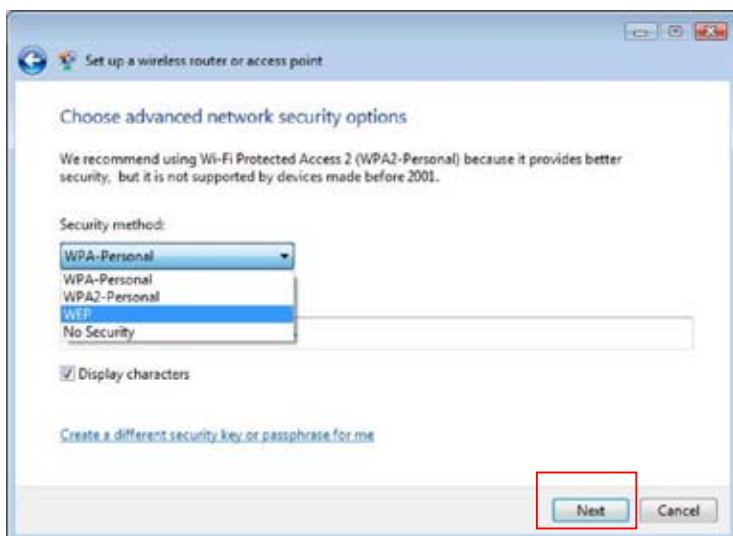 Set up a wireless router or access point
Choose advanced network security options
We recommend using Wi-Fi Protected Access 2 (WPA2-Personal) because it provides better
security, but it is not supported by devices made before 2001.
Security method:
WPA-Personal
WPA-Personal
WPA2-Personal
WEP
No Security
Display characters
Create a different security key or passphrase for me
Next Cancel